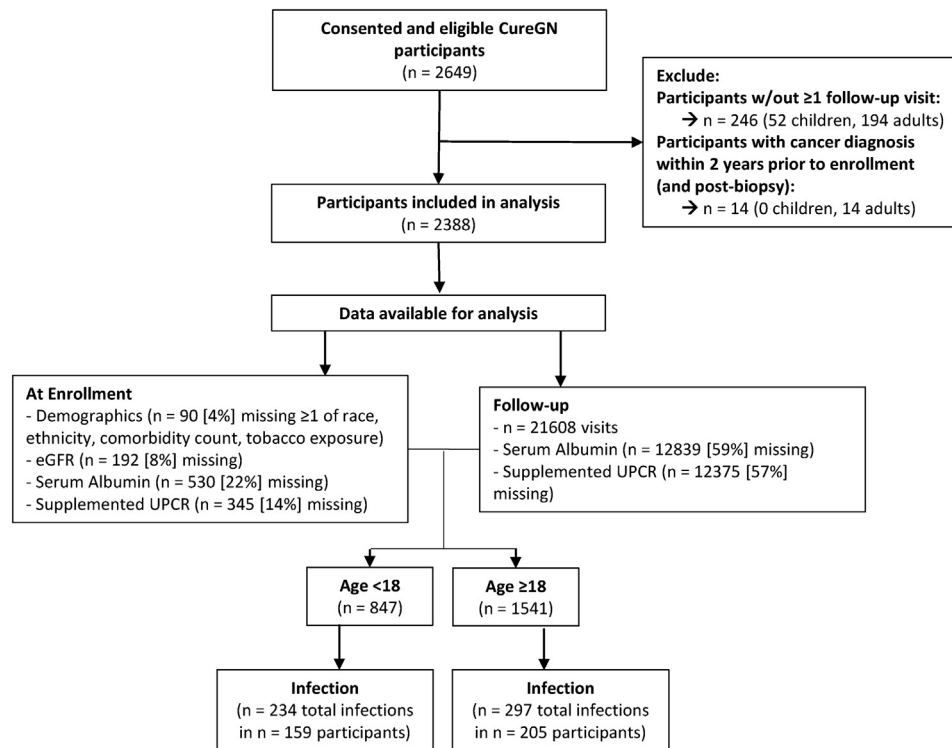 Consented and eligible CureGN
participants
(n = 2649)
Exclude:
Participants w/out ≥1 follow-up visit:
→ n = 246 (52 children, 194 adults)
Participants with cancer diagnosis
within 2 years prior to enrollment
(and post-biopsy):
→ n = 14 (0 children, 14 adults)
Participants included in analysis
(n = 2388)
Data available for analysis
At Enrollment
- Demographics (n = 90 [4%] missing ≥1 of race,
ethnicity, comorbidity count, tobacco exposure)
- eGFR (n = 192 [8%] missing)
- Serum Albumin (n = 530 [22%] missing)
- Supplemented UPCR (n = 345 [14%] missing)
Follow-up
- n = 21608 visits
- Serum Albumin (n = 12839 [59%] missing)
- Supplemented UPCR (n = 12375 [57%]
missing)
Age <18
(n = 847)
Age ≥18
(n = 1541)
Infection
(n = 234 total infections
in n = 159 participants)
Infection
(n = 297 total infections
in n = 205 participants)